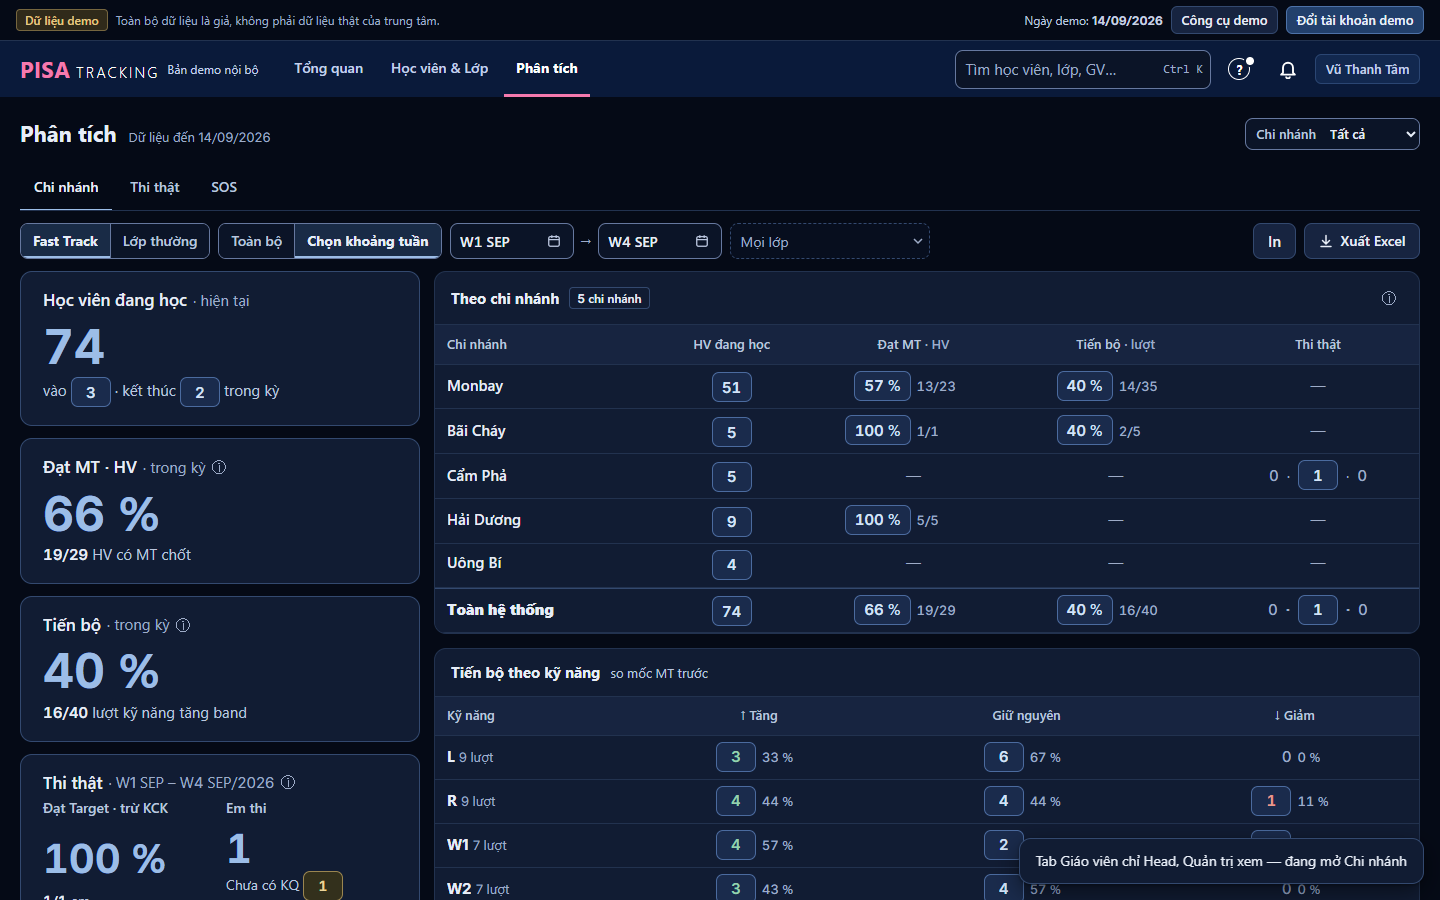 Dữ liệu demo Toàn bộ dữ liệu là giả, không phải dữ liệu thật của trung tâm. Ngày demo: 14/09/2026 Công cụ demo Đổi tài khoản demo
PISA TRACKING Bản demo nội bộ Tổng quan Học viên & Lớp Phân tích Tìm học viên, lớp, GV... Ctrl K ? Vũ Thanh Tâm
Phân tích Dữ liệu đến 14/09/2026 Chi nhánh Tất cả
Chi nhánh Thi thật SOS
Fast Track Lớp thường Toàn bộ Chọn khoảng tuần W1 SEP → W4 SEP Mọi lớp In Xuất Excel
Học viên đang học · hiện tại
74
vào 3 · kết thúc 2 trong kỳ
Đạt MT · HV · trong kỳ
66 %
19/29 HV có MT chốt
Tiến bộ · trong kỳ
40 %
16/40 lượt kỹ năng tăng band
Thi thật · W1 SEP – W4 SEP/2026
Đạt Target · trừ KCK Em thi
100 % 1
Chưa có KQ 1
Theo chi nhánh 5 chi nhánh
Chi nhánh HV đang học Đạt MT · HV Tiến bộ · lượt Thi thật
Monbay 51 57 % 13/23 40 % 14/35 —
Bãi Cháy 5 100 % 1/1 40 % 2/5 —
Cẩm Phả 5 — — 0 · 1 · 0
Hải Dương 9 100 % 5/5 — —
Uông Bí 4 — — —
Toàn hệ thống 74 66 % 19/29 40 % 16/40 0 · 1 · 0
Tiến bộ theo kỹ năng so mốc MT trước
Kỹ năng ↑ Tăng Giữ nguyên ↓ Giảm
L 9 lượt 3 33 % 6 67 % 0 0 %
R 9 lượt 4 44 % 4 44 % 1 11 %
W1 7 lượt 4 57 % 2
W2 7 lượt 3 43 % 4 57 % 0 0 %
Tab Giáo viên chỉ Head, Quản trị xem — đang mở Chi nhánh